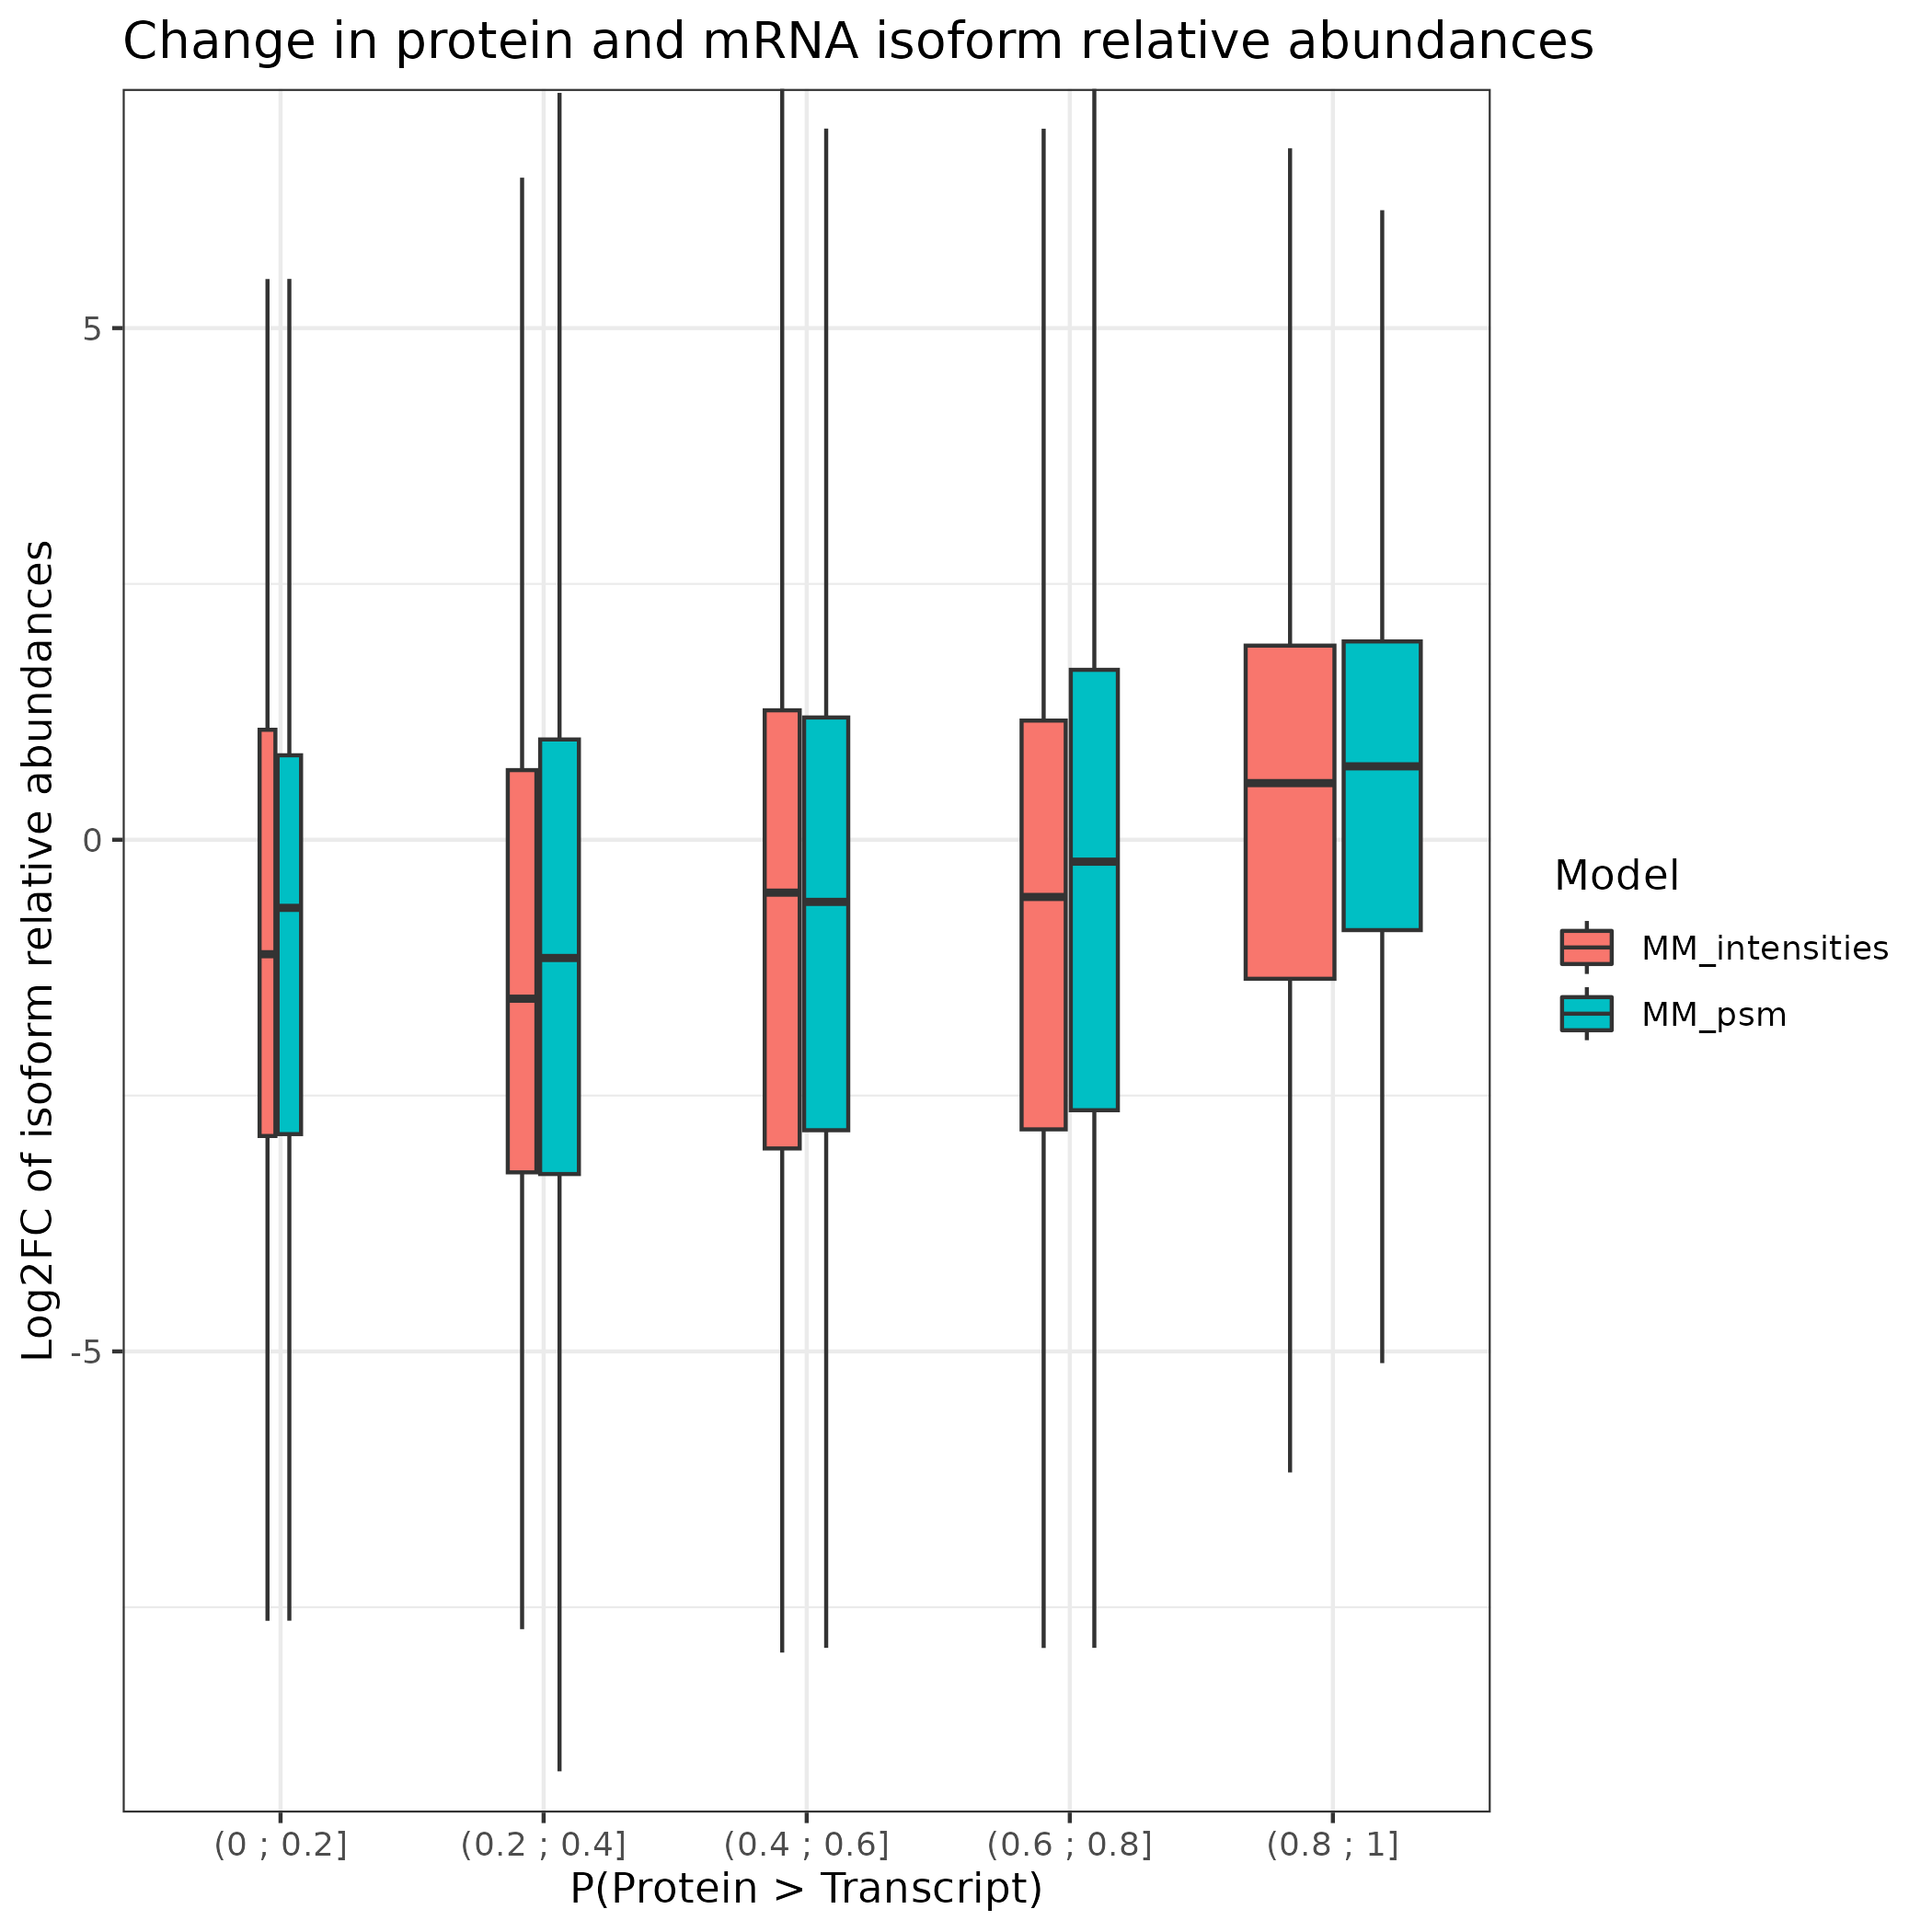 Change in protein and mRNA isoform relative abundances
Log2FC of isoform relative abundances
5
0
-5
(0 ; 0.2]
(0.2 ; 0.4]
(0.4 ; 0.6]
(0.6 ; 0.8]
(0.8 ; 1]
P(Protein > Transcript)
Model
MM_intensities
MM_psm